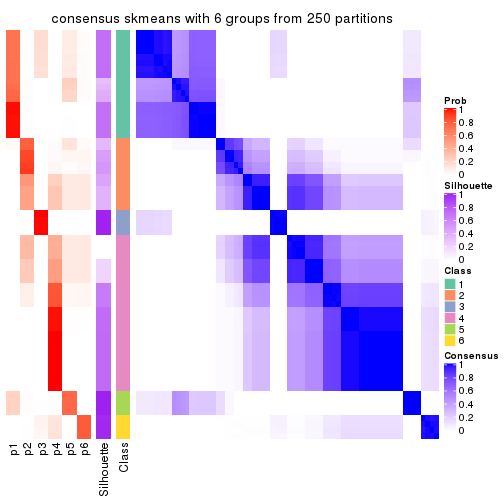 consensus skmeans with 6 groups from 250 partitions
Prob
1
0.8
0.6
0.4
0.2
0
Silhouette
1
0.8
0.6
0.4
0.2
0
Class
1
2
3
4
5
6
Consensus
1
0.8
0.6
0.4
0.2
0
p1
p2
p3
p4
p5
p6
Silhouette
Class